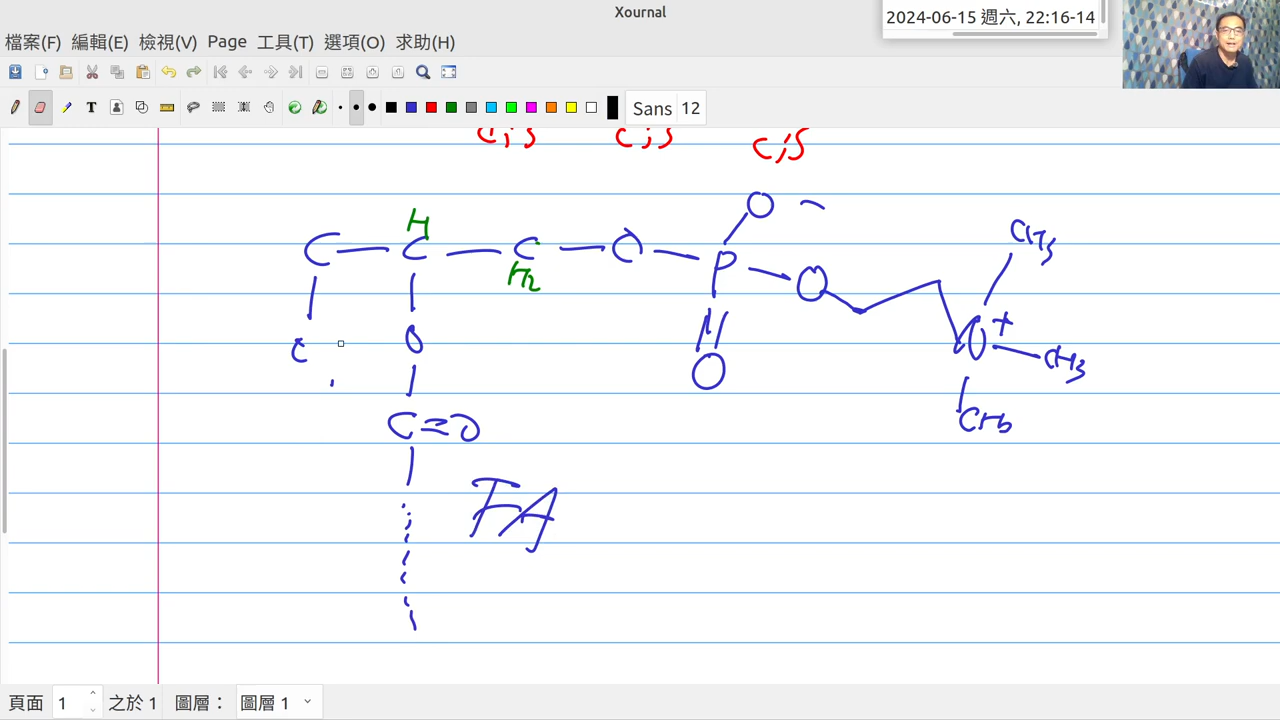 Xournal
2024-06-15 週六, 22:16-14
檔案(F) 編輯(E) 檢視(V) Page 工具(T) 選項(O) 求助(H)
T
Sans 12
cis cis cis
O −
H CH3
C C C O P O
H2
+
CH3
C O O
CH3
C=O
FA
頁面 1 之於 1 圖層： 圖層 1